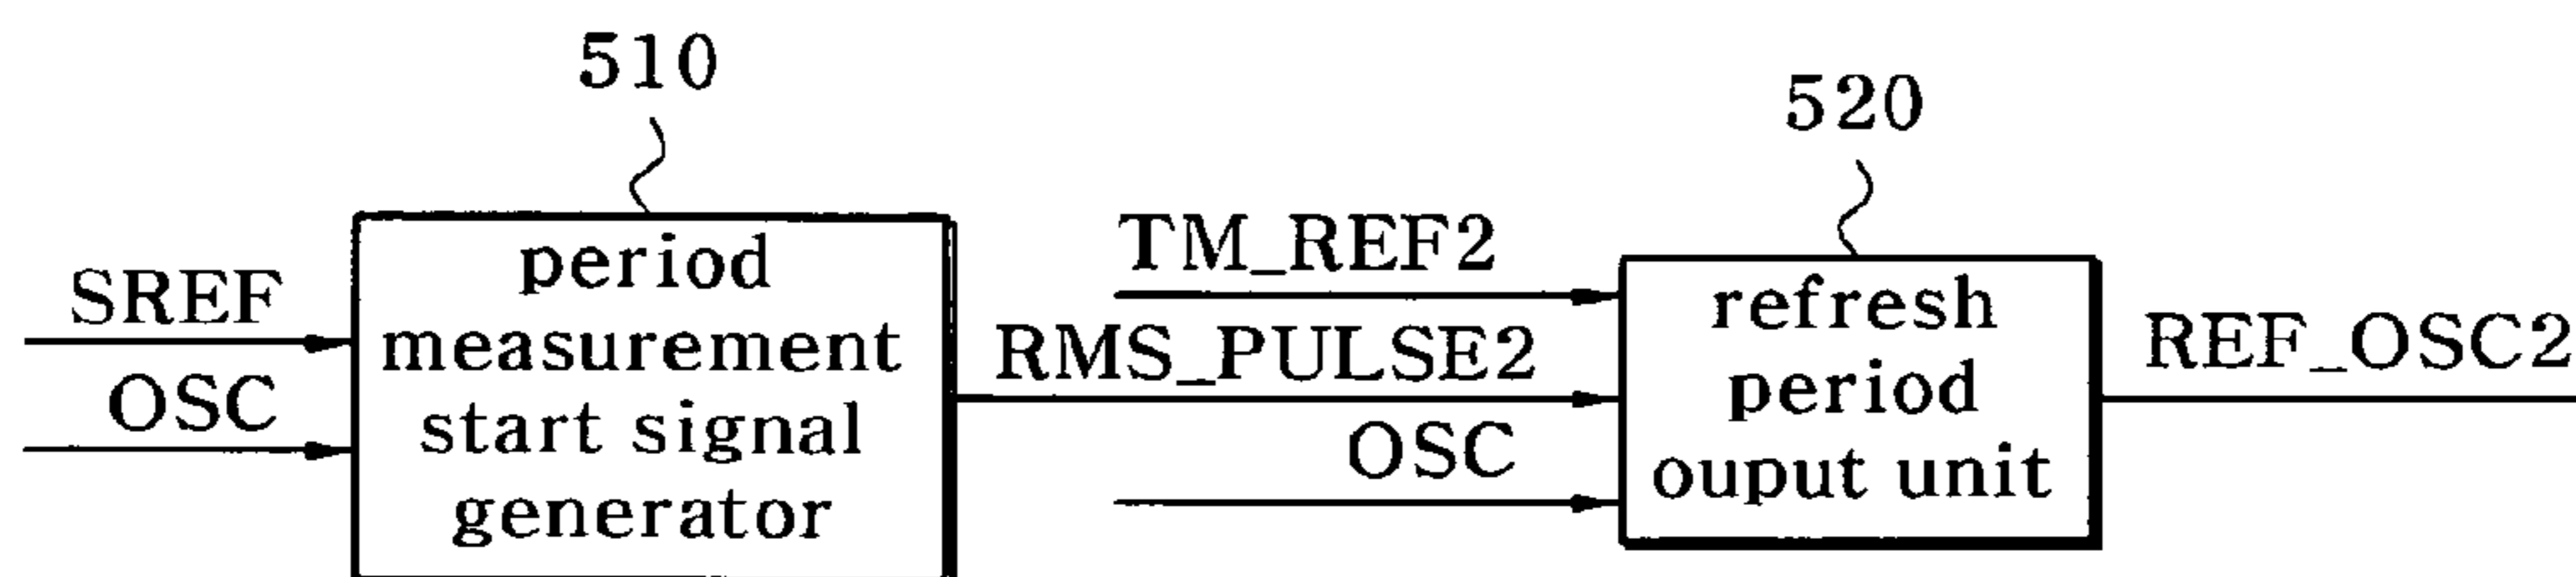 510
520
SREF
OSC
period
measurement
start signal
generator
TM_REF2
RMS_PULSE2
OSC
refresh
period
ouput unit
REF_OSC2